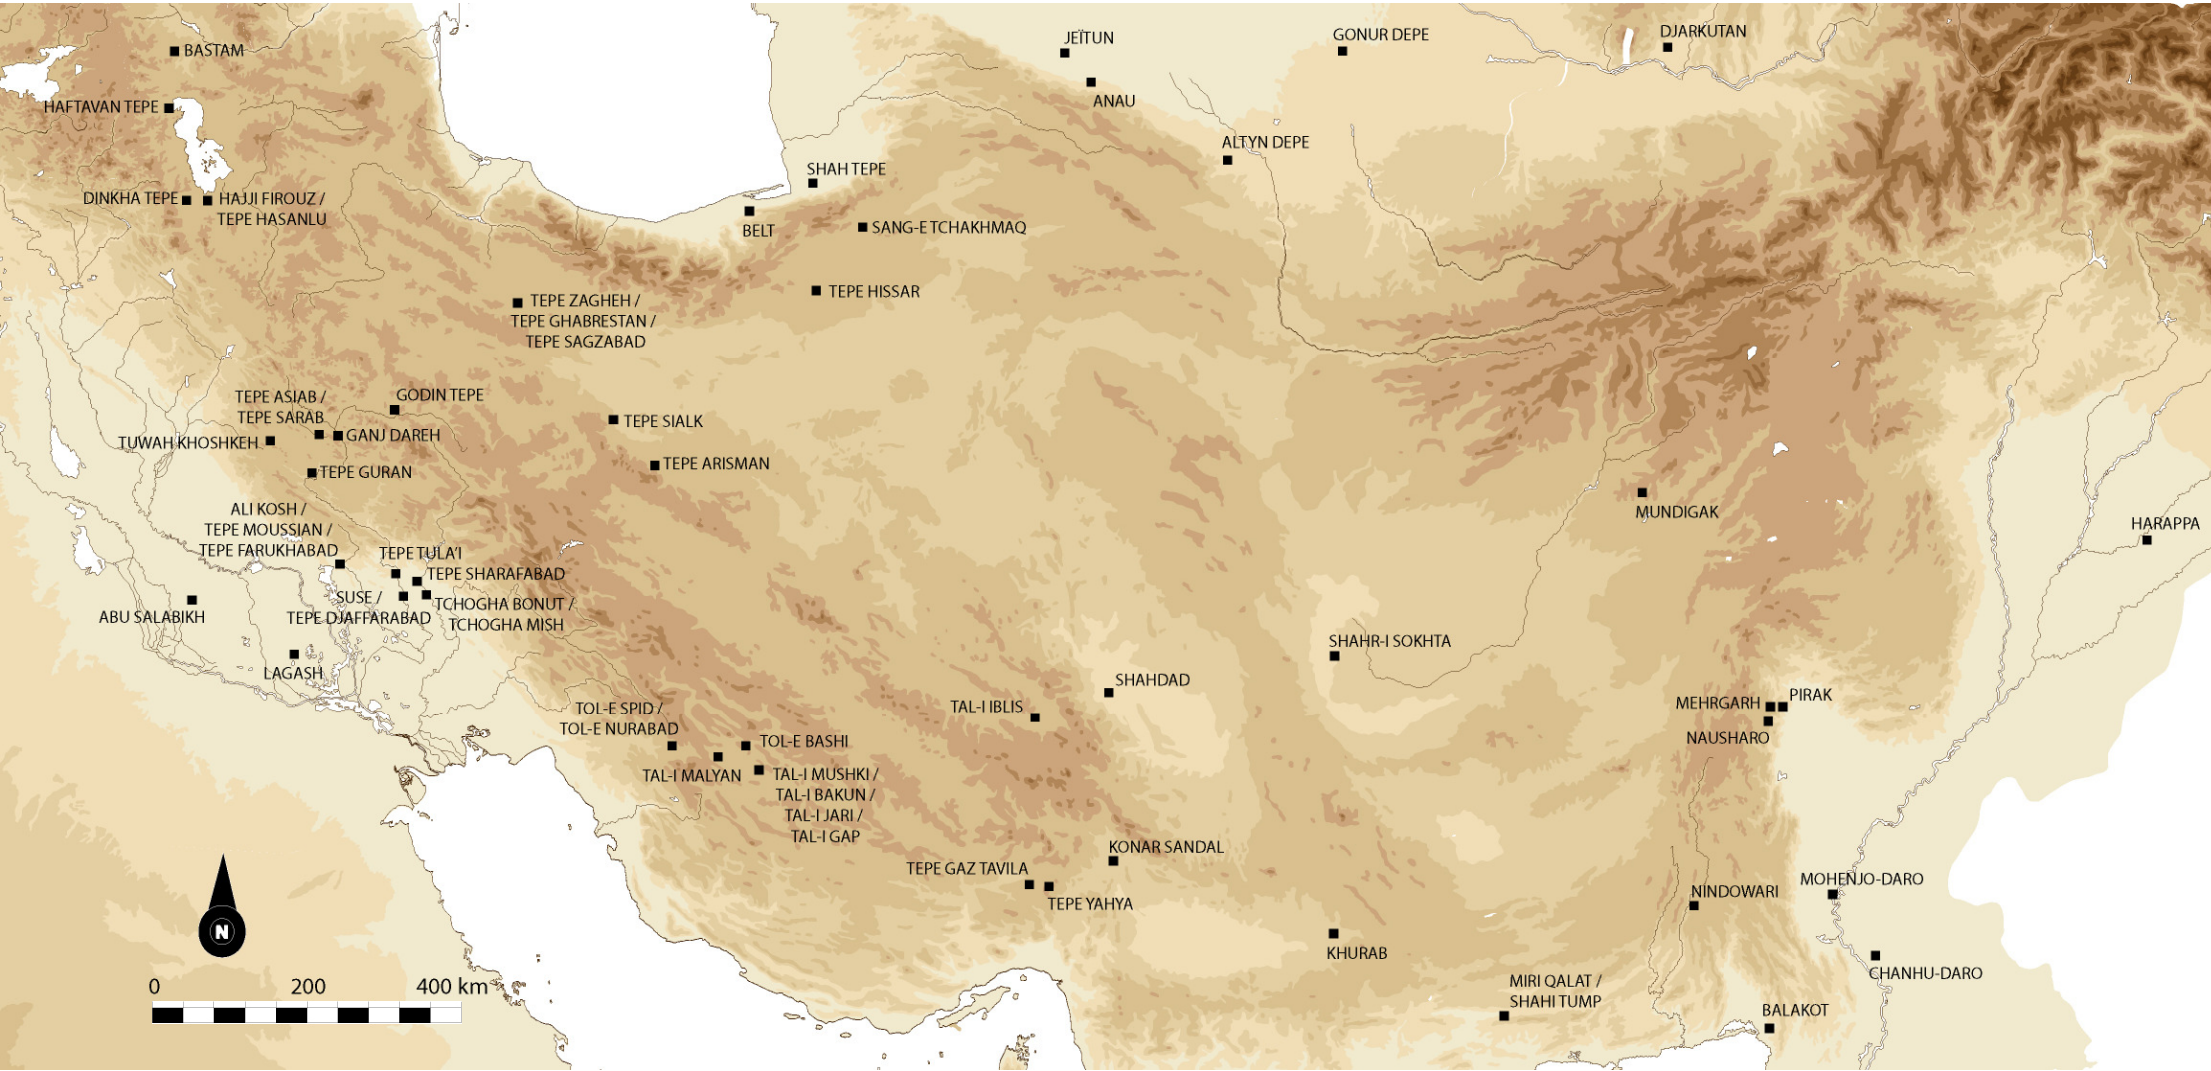 JEÏTUN
GONUR DEPE
DJARKUTAN
BASTAM
ANAU
HAFTAVAN TEPE
ALTYN DEPE
SHAH TEPE
DINKHA TEPE
HAJJI FIROUZ /
TEPE HASANLU
BELT
SANG-E TCHAKHMAQ
TEPE HISSAR
TEPE ZAGHEH /
TEPE GHABRESTAN /
TEPE SAGZABAD
TEPE ASIAB /
TEPE SARAB
GODIN TEPE
TUWAH KHOSHKEH
GANJ DAREH
TEPE SIALK
TEPE GURAN
TEPE ARISMAN
ALI KOSH /
TEPE MOUSSIAN /
TEPE FARUKHABAD
MUNDIGAK
HARAPPA
TEPE TULA'I
TEPE SHARAFABAD
SUSE /
TEPE DJAFFARABAD
TCHOGHA BONUT /
TCHOGHA MISH
ABU SALABIKH
LAGASH
SHAHR-I SOKHTA
SHAHDAD
TAL-I IBLIS
MEHRGARH
PIRAK
NAUSHARO
TOL-E SPID /
TOL-E NURABAD
TOL-E BASHI
TAL-I MALYAN
TAL-I MUSHKI /
TAL-I BAKUN /
TAL-I JARI /
TAL-I GAP
KONAR SANDAL
TEPE GAZ TAVILA
TEPE YAHYA
NINDOWARI
MOHENJO-DARO
KHURAB
CHANHU-DARO
MIRI QALAT /
SHAHI TUMP
BALAKOT
N
0 200 400 km